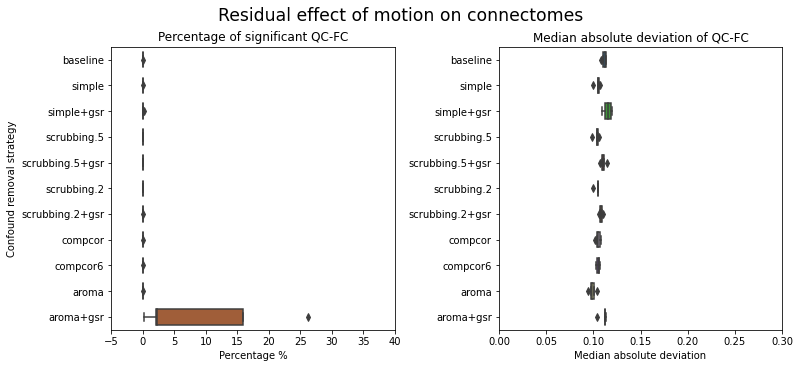 Residual effect of motion on connectomes
Percentage of significant QC-FC
Confound removal strategy
baseline
simple
simple+gsr
scrubbing.5
scrubbing.5+gsr
scrubbing.2
scrubbing.2+gsr
compcor
compcor6
aroma
aroma+gsr
-5 0 5 10 15 20 25 30 35 40
Percentage %
Median absolute deviation of QC-FC
baseline
simple
simple+gsr
scrubbing.5
scrubbing.5+gsr
scrubbing.2
scrubbing.2+gsr
compcor
compcor6
aroma
aroma+gsr
0.00 0.05 0.10 0.15 0.20 0.25 0.30
Median absolute deviation